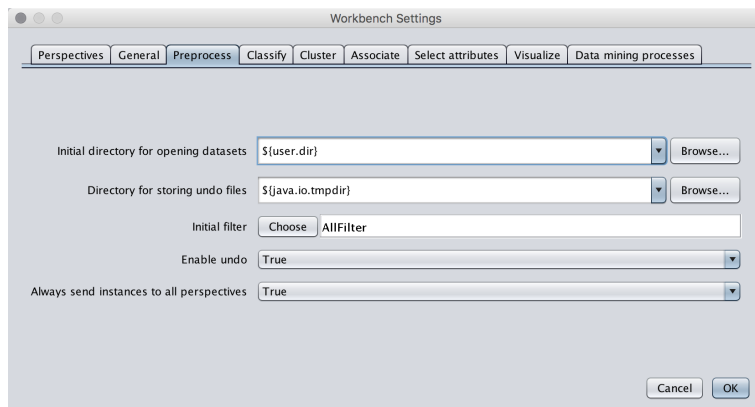 Workbench Settings
Perspectives General Preprocess Classify Cluster Associate Select attributes Visualize Data mining processes
Initial directory for opening datasets ${user.dir} Browse...
Directory for storing undo files ${java.io.tmpdir} Browse...
Initial filter Choose AllFilter
Enable undo True
Always send instances to all perspectives True
Cancel OK